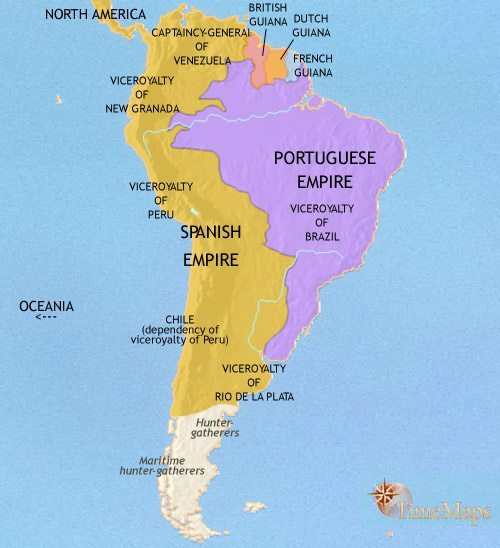 NORTH AMERICA
BRITISH
GUIANA
DUTCH
GUIANA
CAPTAINCY-GENERAL
OF
VENEZUELA
FRENCH
GUIANA
VICEROYALTY
OF
NEW GRANADA
PORTUGUESE
EMPIRE
VICEROYALTY
OF
BRAZIL
VICEROYALTY
OF
PERU
SPANISH
EMPIRE
OCEANIA
<---
CHILE
(dependency of
viceroyalty of Peru)
VICEROYALTY
OF
RIO DE LA PLATA
Hunter-
gatherers
Maritime
hunter-gatherers
TimeMaps